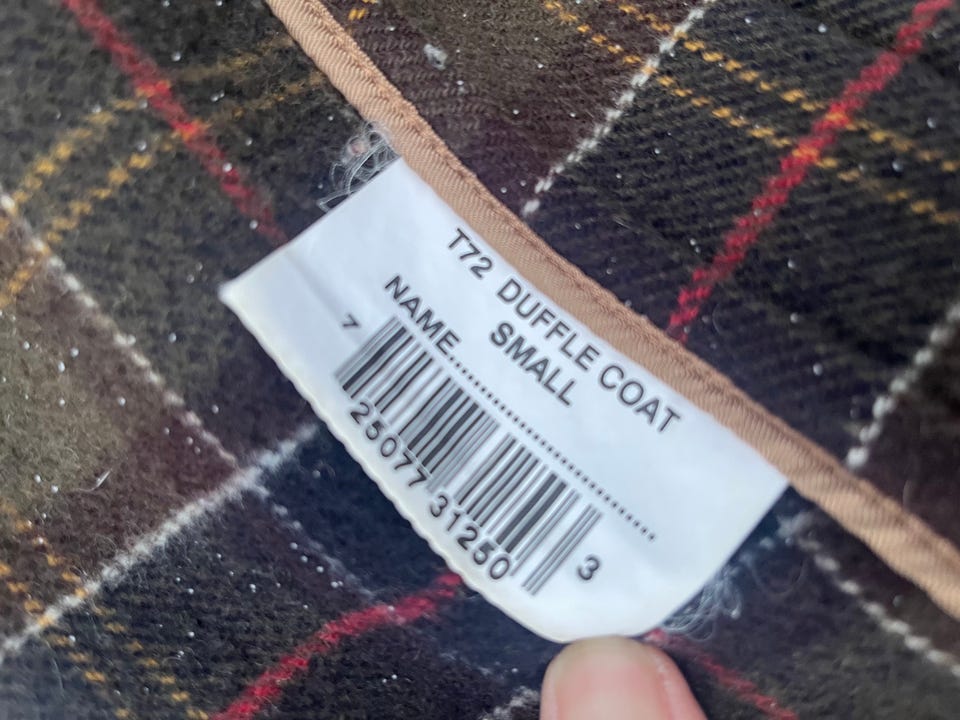 T72 DUFFLE COAT
SMALL
NAME................................
7 25077 31250 3